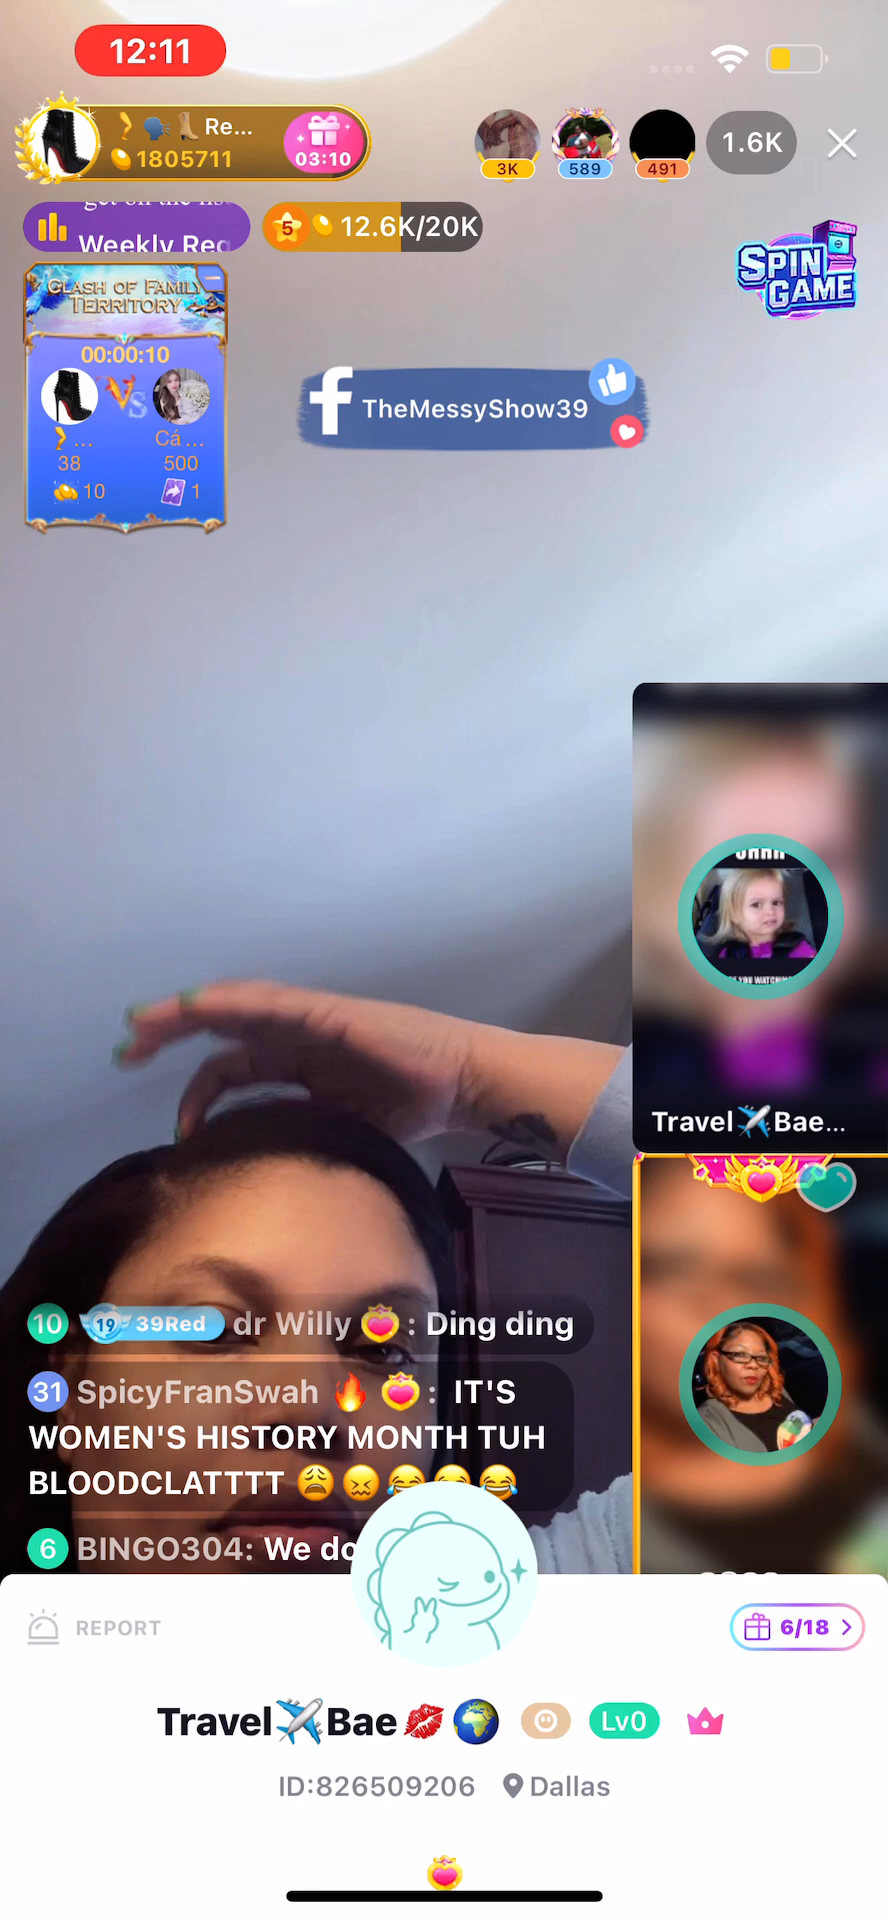 12:11
Re...
1805711
03:10
3K
589
491
1.6K
Weekly
5
12.6K/20K
CLASH OF FAMILY
TERRITORY
00:00:10
VS
...
Cá ...
38
500
10
1
SPIN
GAME
f TheMessyShow39
Travel✈️Bae...
10 19 39Red dr Willy : Ding ding
31 SpicyFranSwah 🔥 : IT'S
WOMEN'S HISTORY MONTH TUH
BLOODCLATTTT 😩😖😂😂😂
6 BINGO304: We do
REPORT
6/18
Travel✈️Bae💋🌍 Lv0
ID:826509206 Dallas